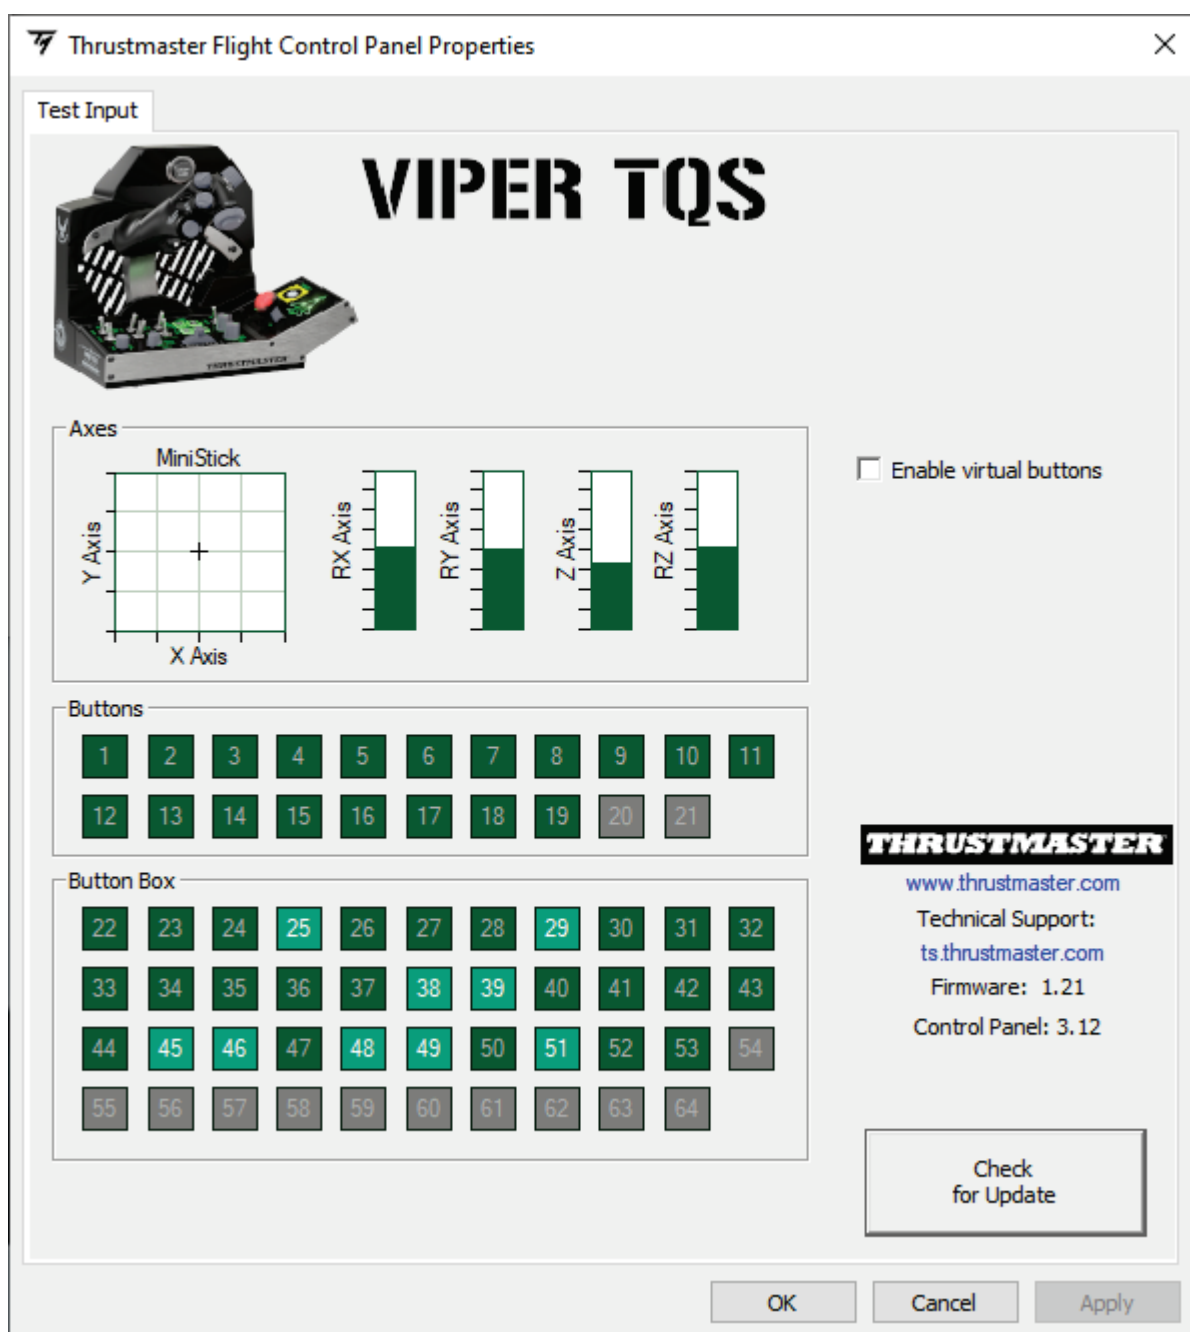 Thrustmaster Flight Control Panel Properties
Test Input
VIPER TQS
THRUSTMASTER
Axes
MiniStick
Y Axis
X Axis
RX Axis
RY Axis
Z Axis
RZ Axis
Enable virtual buttons
Buttons
1 2 3 4 5 6 7 8 9 10 11
12 13 14 15 16 17 18 19 20 21
Button Box
22 23 24 25 26 27 28 29 30 31 32
33 34 35 36 37 38 39 40 41 42 43
44 45 46 47 48 49 50 51 52 53 54
55 56 57 58 59 60 61 62 63 64
THRUSTMASTER
www.thrustmaster.com
Technical Support:
ts.thrustmaster.com
Firmware: 1.21
Control Panel: 3.12
Check
for Update
OK Cancel Apply